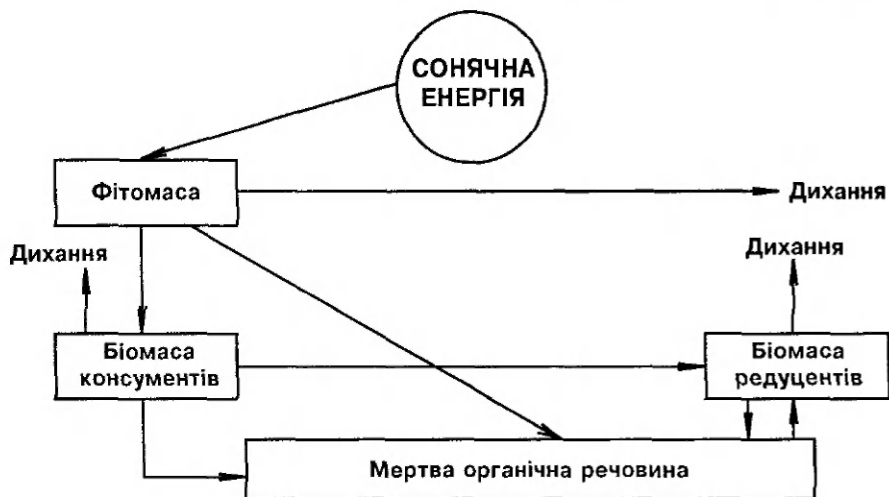 СОНЯЧНА
ЕНЕРГІЯ
Фітомаса
Дихання
Дихання
Дихання
Біомаса
консументів
Біомаса
редуцентів
Мертва органічна речовина